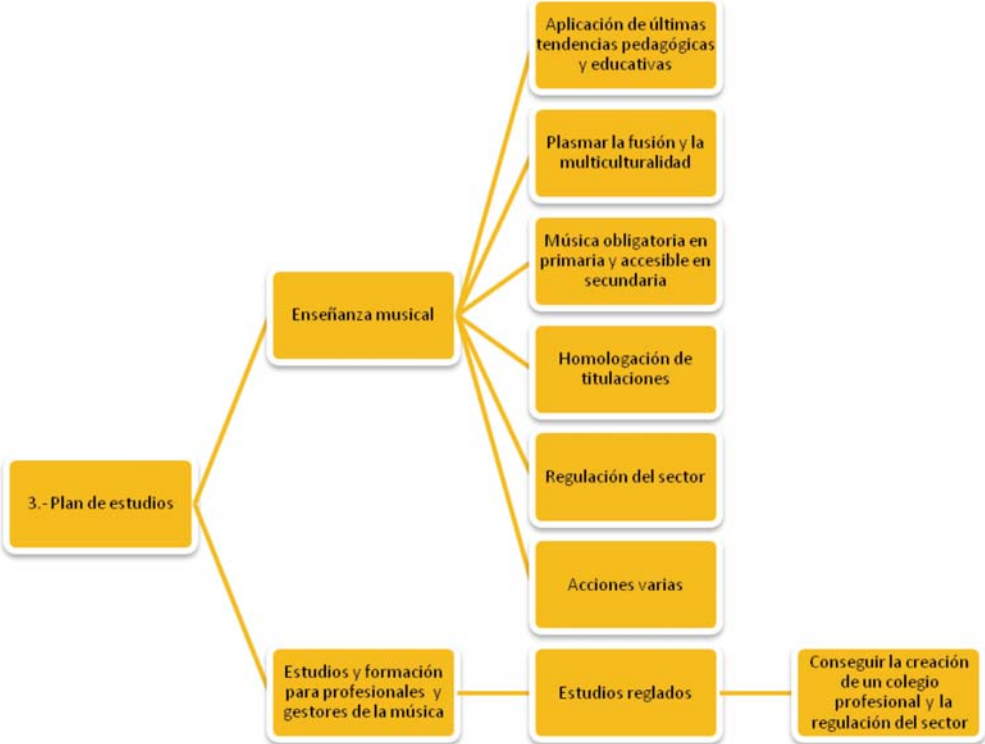 3.- Plan de estudios
Enseñanza musical
Aplicación de últimas
tendencias pedagógicas
y educativas
Plasmar la fusión y la
multiculturalidad
Música obligatoria en
primaria y accesible en
secundaria
Homologación de
titulaciones
Regulación del sector
Acciones varias
Estudios y formación
para profesionales y
gestores de la música
Estudios reglados
Conseguir la creación
de un colegio
profesional y la
regulación del sector